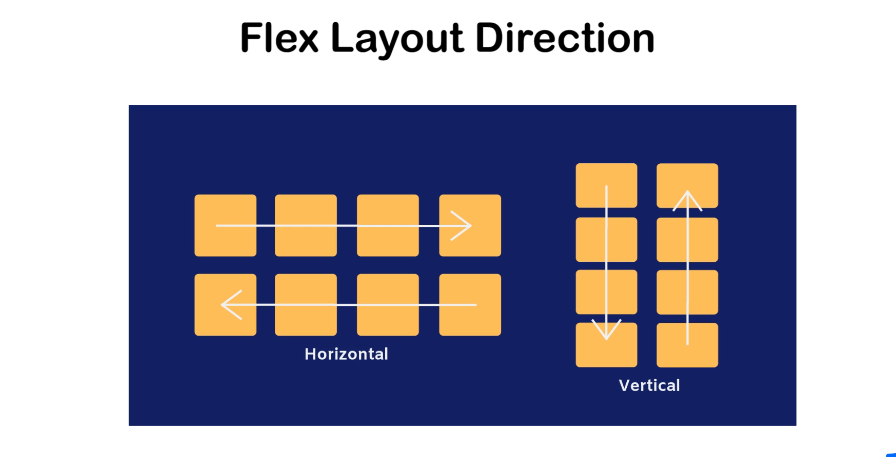 Flex Layout Direction
Horizontal
Vertical